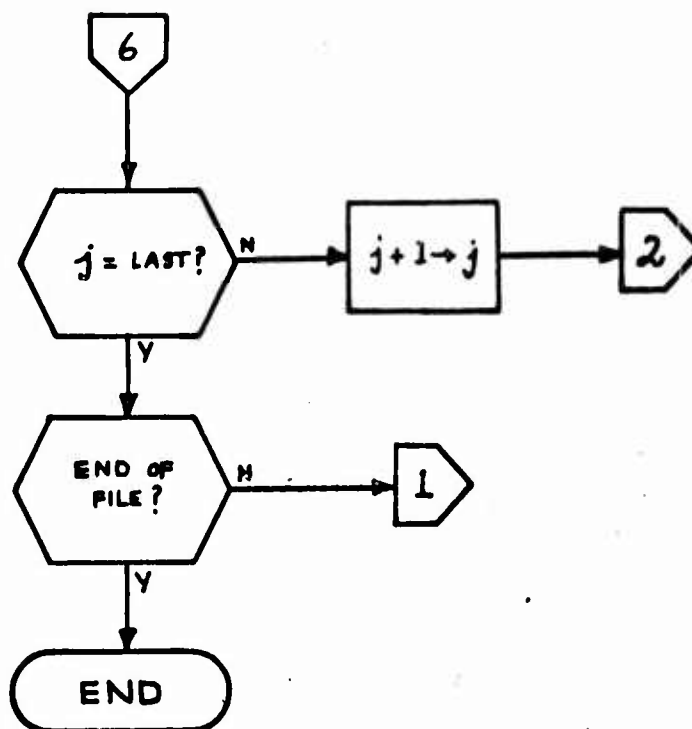 6
j = LAST?
N
j + 1 → j
2
Y
END OF
FILE?
N
1
Y
END